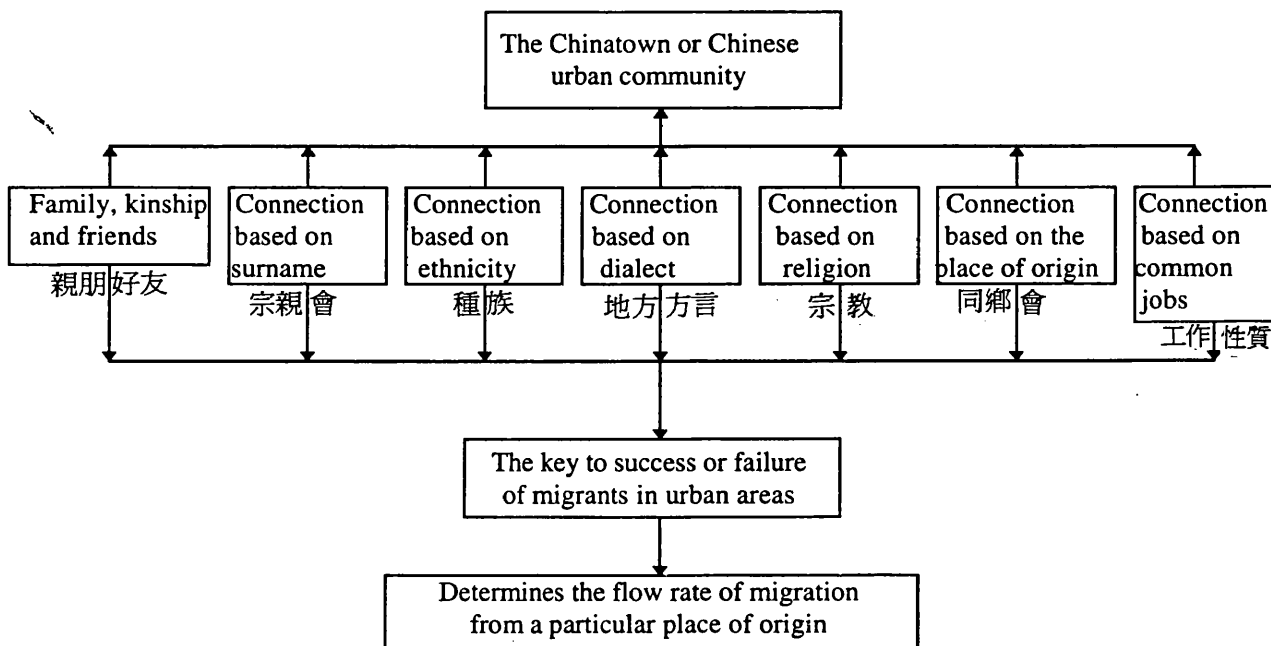 The Chinatown or Chinese
urban community
Family, kinship
and friends
親朋好友
Connection
based on
surname
宗親會
Connection
based on
ethnicity
種族
Connection
based on
dialect
地方方言
Connection
based on
religion
宗教
Connection
based on the
place of origin
同鄉會
Connection
based on
common
jobs
工作性質
The key to success or failure
of migrants in urban areas
Determines the flow rate of migration
from a particular place of origin